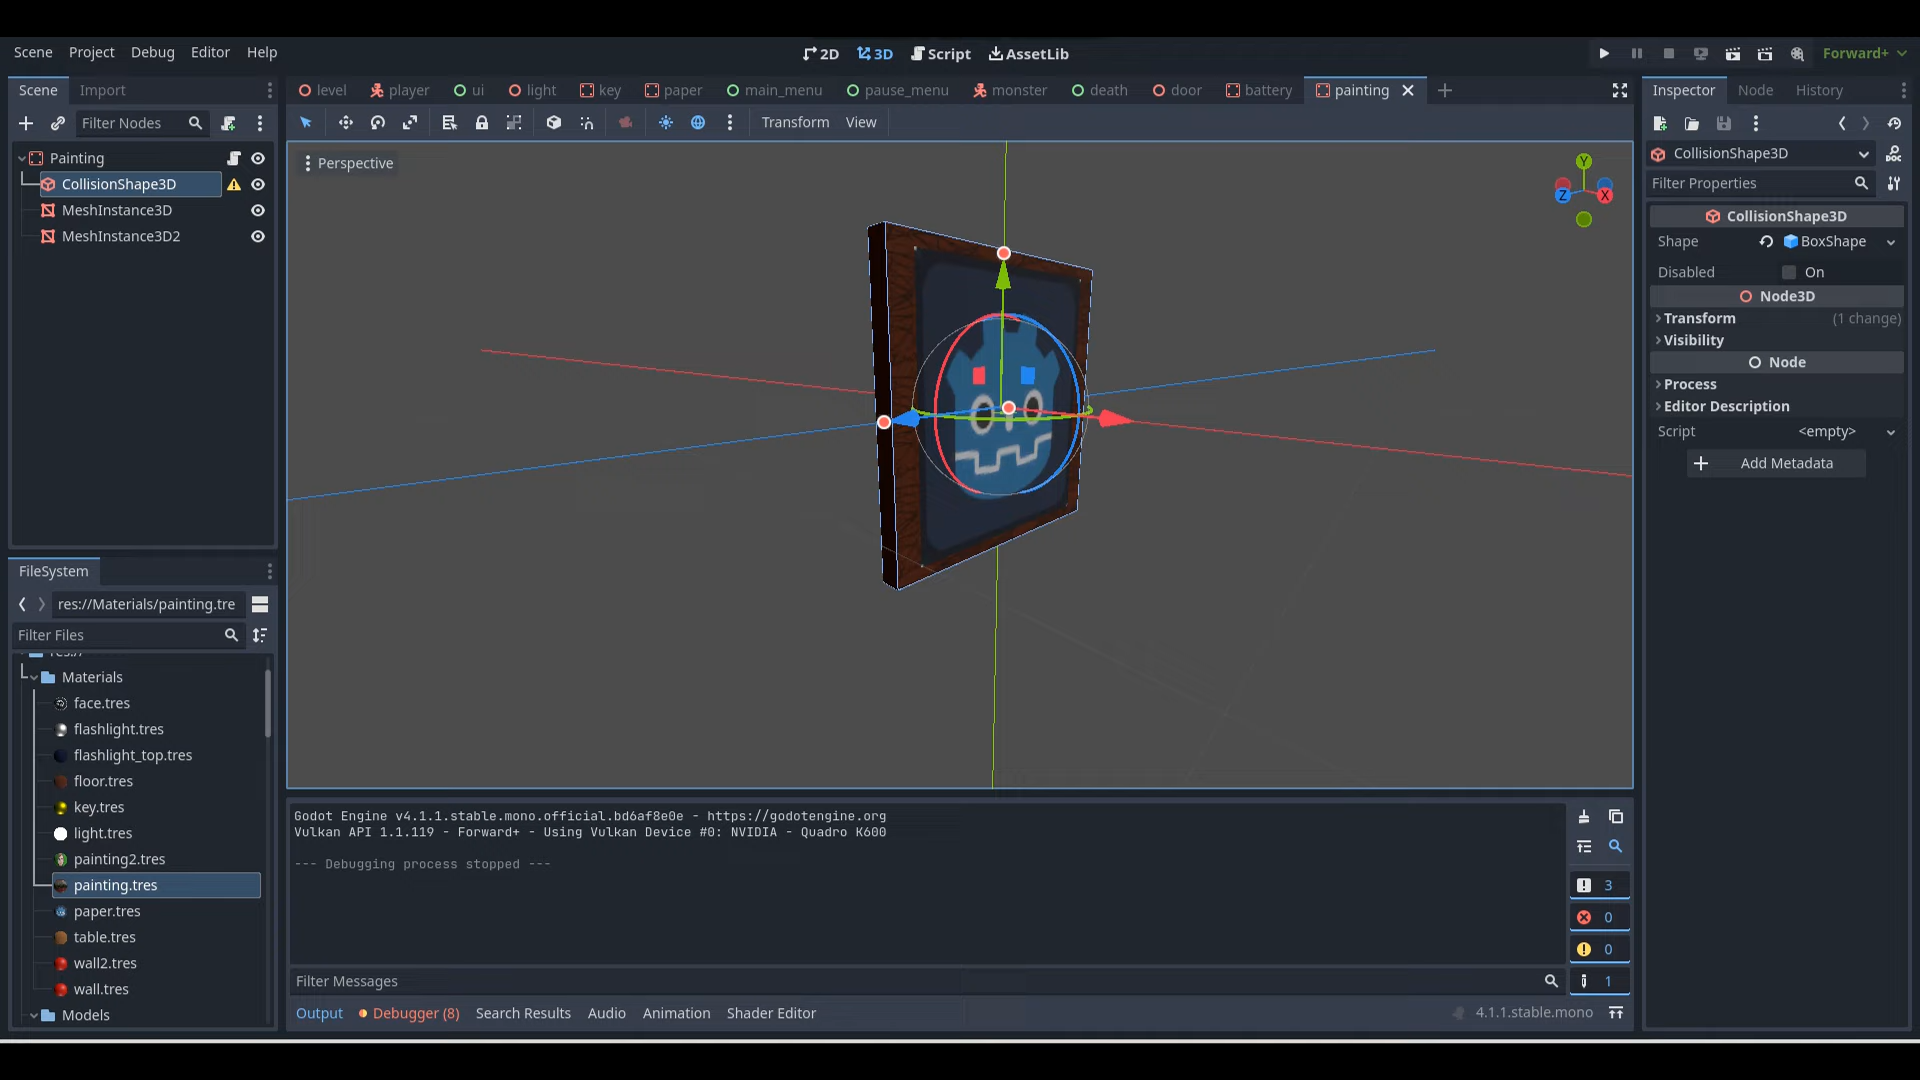 Scene Project Debug Editor Help
2D 3D Script AssetLib
Forward+
Scene Import
level player ui light key paper main_menu pause_menu monster death door battery painting
Inspector Node History
Filter Nodes
Transform View
Painting
CollisionShape3D
MeshInstance3D
MeshInstance3D2
Perspective
Y
Z
X
CollisionShape3D
Filter Properties
CollisionShape3D
Shape BoxShape
Disabled On
Node3D
Transform (1 change)
Visibility
Node
Process
Editor Description
Script <empty>
Add Metadata
FileSystem
res://Materials/painting.tre
Filter Files
res://
Materials
face.tres
flashlight.tres
flashlight_top.tres
floor.tres
key.tres
light.tres
painting2.tres
painting.tres
paper.tres
table.tres
wall2.tres
wall.tres
Models
Godot Engine v4.1.1.stable.mono.official.bd6af8e0e - https://godotengine.org
Vulkan API 1.1.119 - Forward+ - Using Vulkan Device #0: NVIDIA - Quadro K600
--- Debugging process stopped ---
3
0
0
1
Filter Messages
Output Debugger (8) Search Results Audio Animation Shader Editor
4.1.1.stable.mono